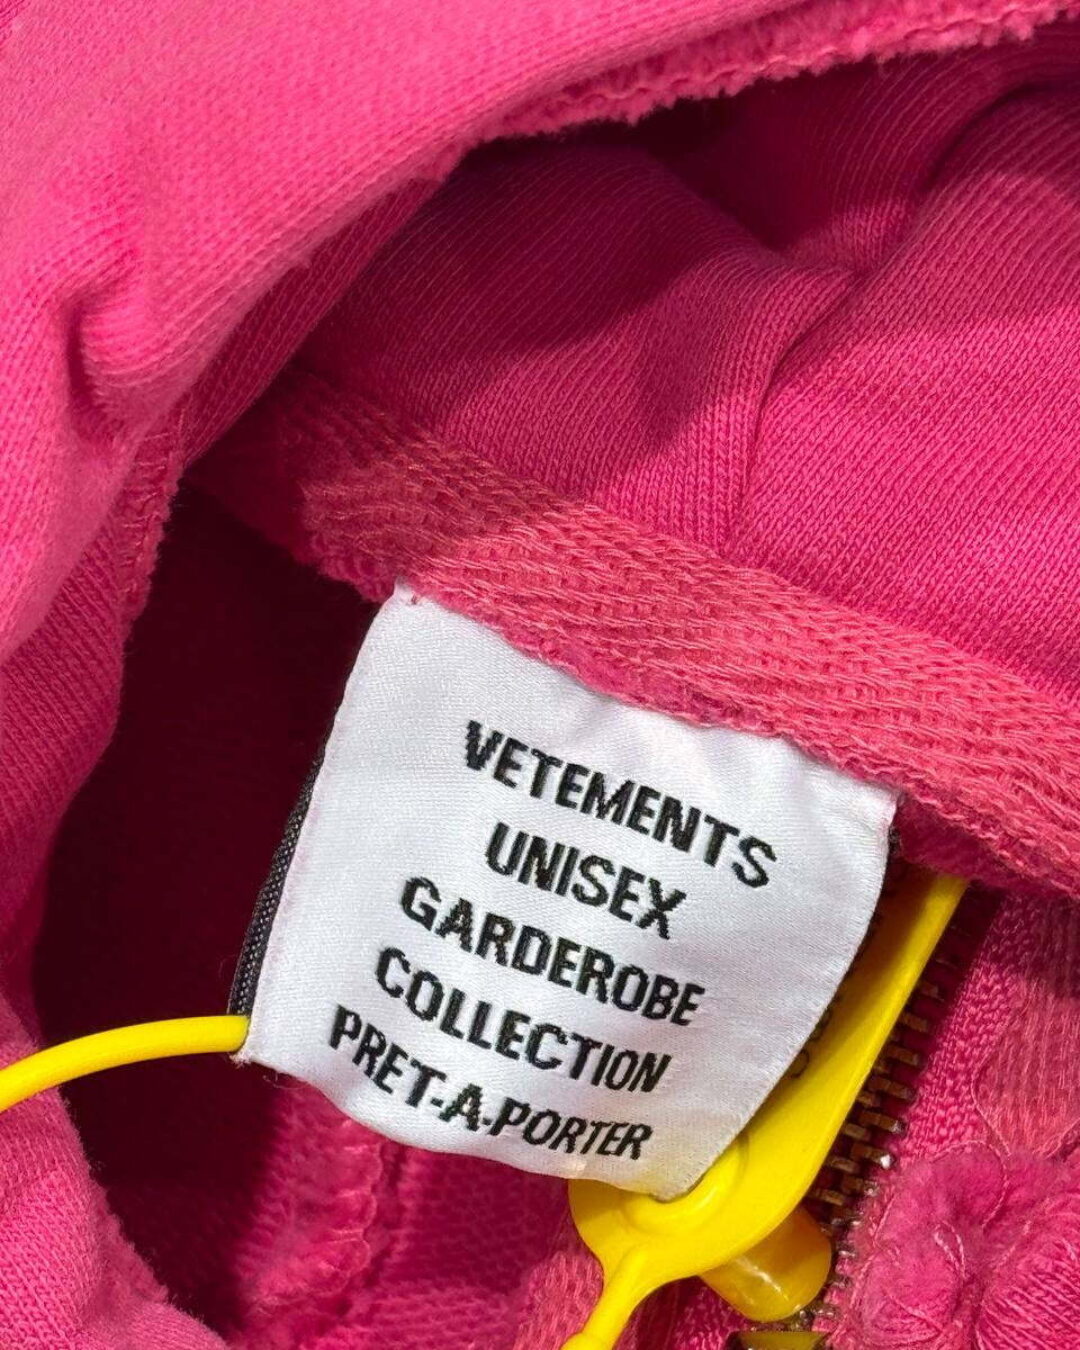 VETEMENTS
UNISEX
GARDEROBE
COLLECTION
PRET-A-PORTER